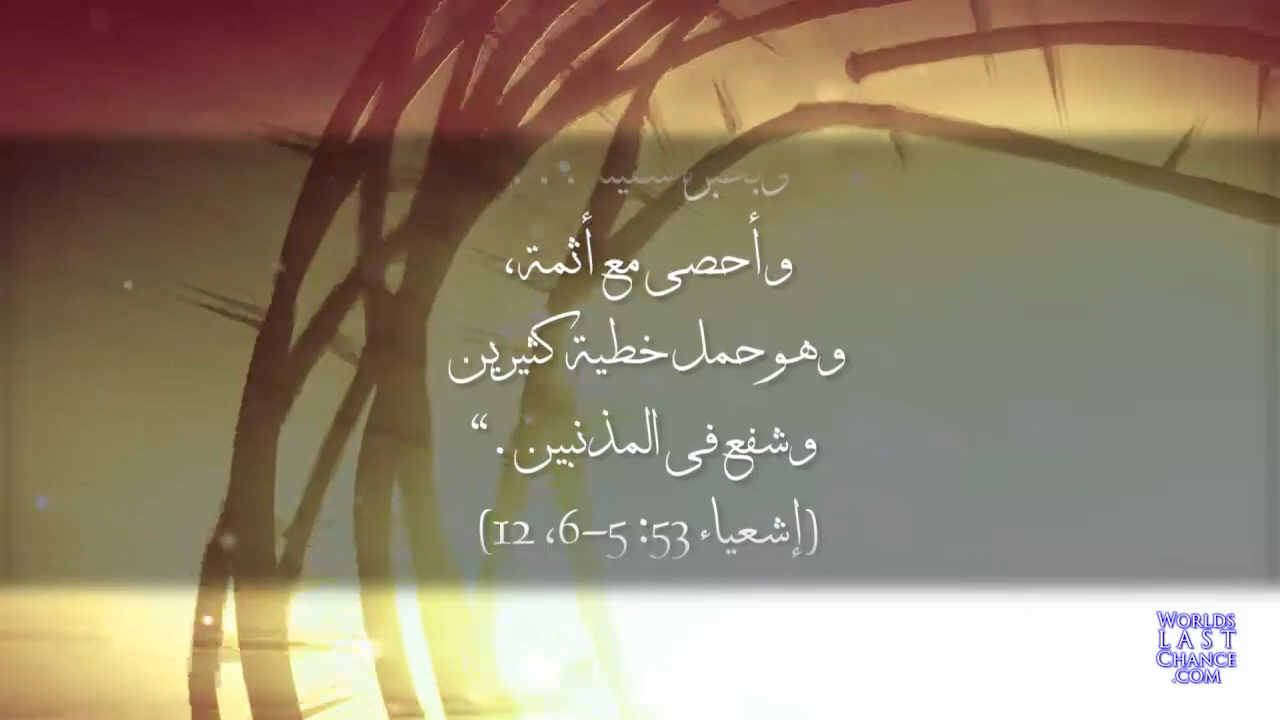 وأحصى مع أثمة،
وهو حمل خطية كثيرين
وشفع في المذنبين .“
(إشعياء 53: 5–6، 12)
WORLDS
LAST
CHANCE
.COM